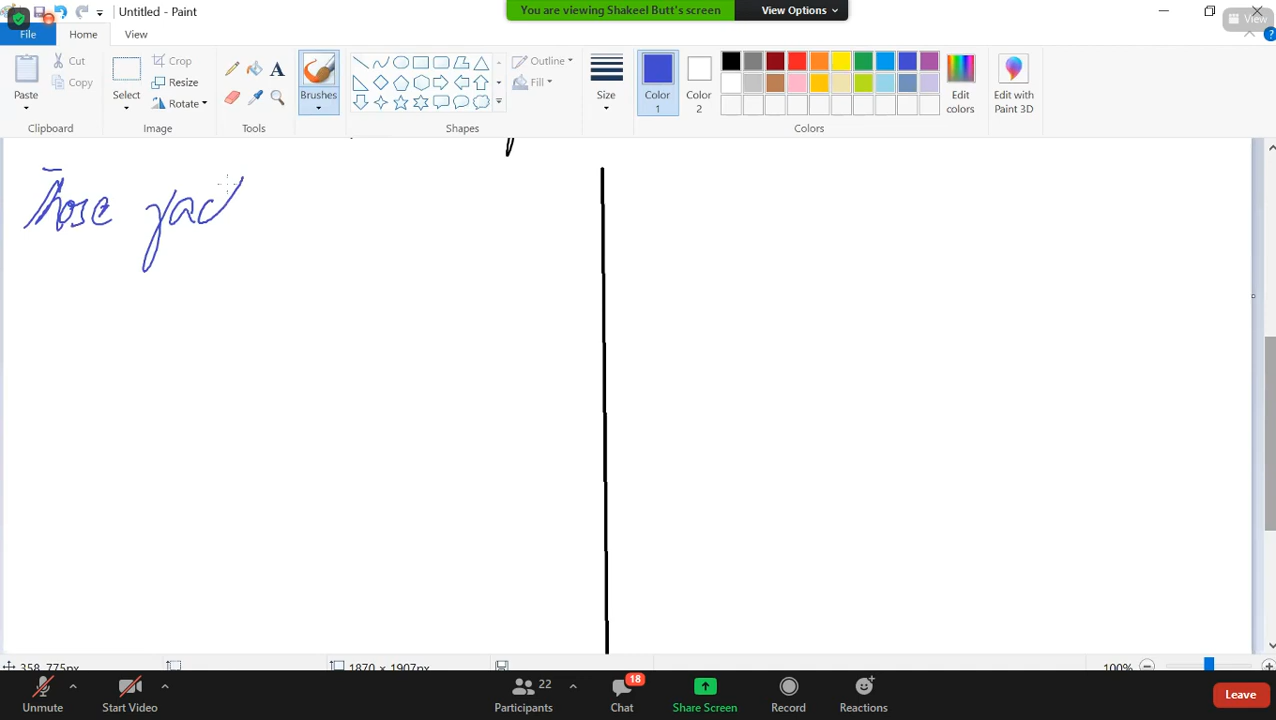 Untitled - Paint
You are viewing Shakeel Butt's screen
View Options
View
File
Home
View
Paste
Cut
Copy
Clipboard
Select
Crop
Resize
Rotate
Image
Tools
Brushes
Shapes
Outline
Fill
Size
Color 1
Color 2
Colors
Edit colors
Edit with Paint 3D
Those
358, 775px
1870 × 1907px
100%
Unmute
Start Video
22
Participants
18
Chat
Share Screen
Record
Reactions
Leave